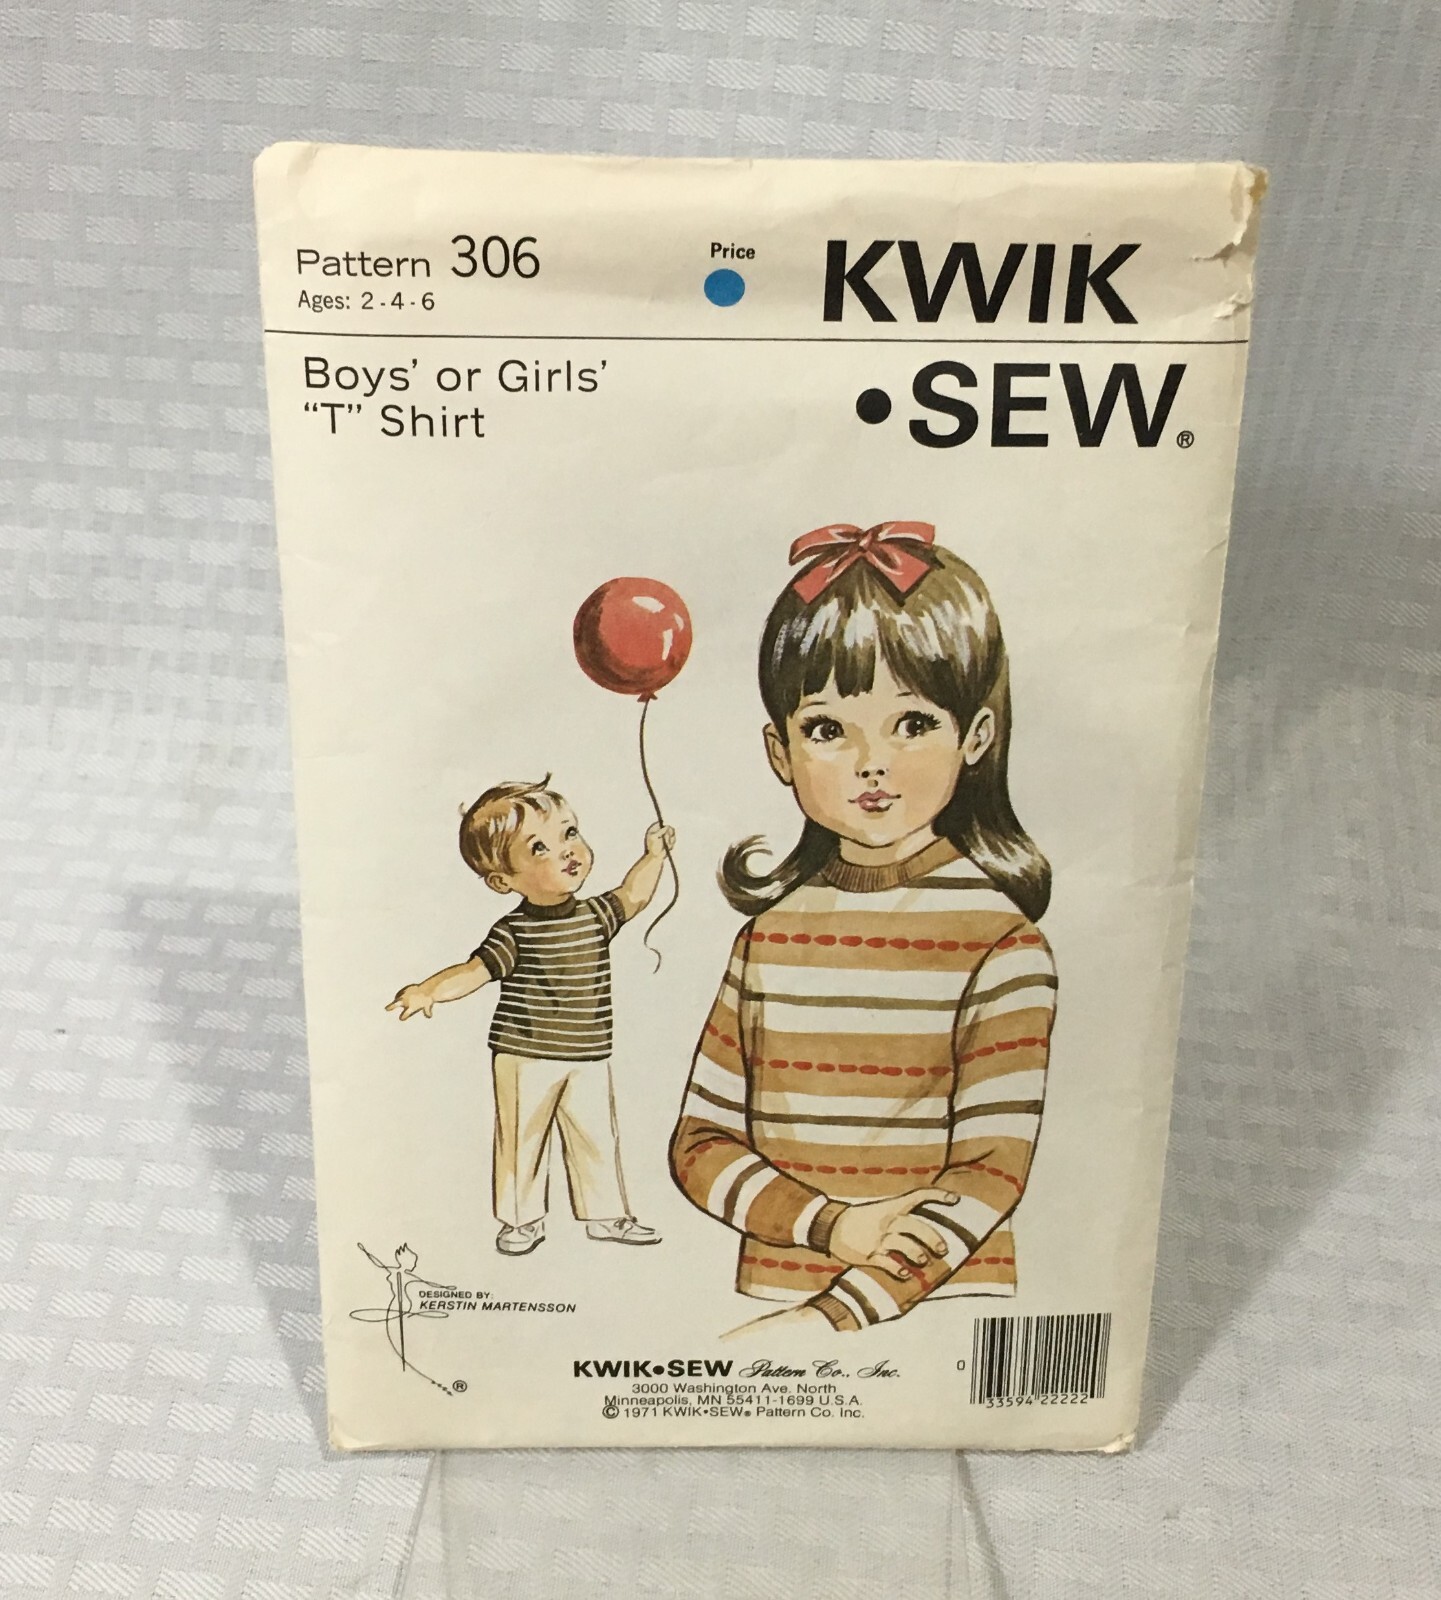 Pattern 306
Ages: 2-4-6
Price
KWIK
•SEW®
Boys' or Girls'
"T" Shirt
DESIGNED BY:
KERSTIN MARTENSSON
®
KWIK•SEW Pattern Co., Inc.
3000 Washington Ave. North
Minneapolis, MN 55411-1699 U.S.A.
© 1971 KWIK•SEW® Pattern Co. Inc.
0 33594 22222